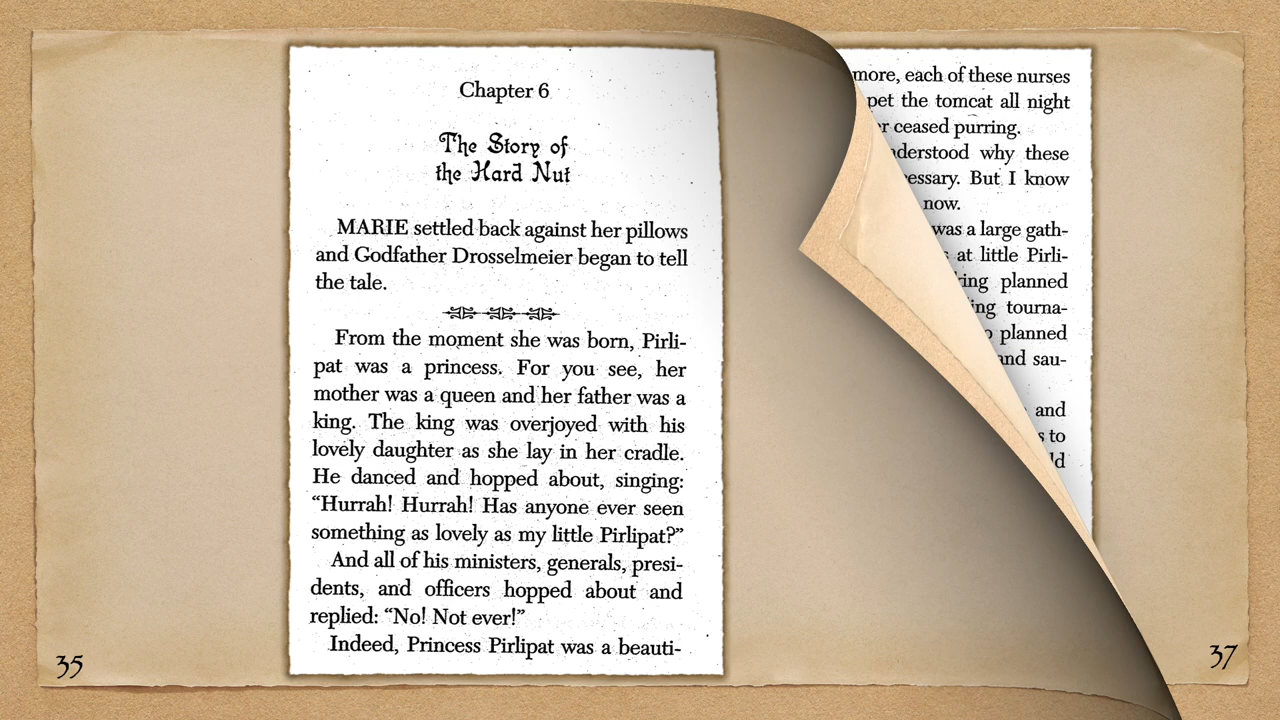 Chapter 6
The Story of
the Hard Nut
MARIE settled back against her pillows
and Godfather Drosselmeier began to tell
the tale.
From the moment she was born, Pirli-
pat was a princess. For you see, her
mother was a queen and her father was a
king. The king was overjoyed with his
lovely daughter as she lay in her cradle.
He danced and hopped about, singing:
“Hurrah! Hurrah! Has anyone ever seen
something as lovely as my little Pirlipat?”
And all of his ministers, generals, presi-
dents, and officers hopped about and
replied: “No! Not ever!”
Indeed, Princess Pirlipat was a beauti-
35
more, each of these nurses
pet the tomcat all night
ceased purring.
why these
But I know
now.
was a large gath-
at little Pirli-
planned
tourna-
planned
and sau-
and
to
37